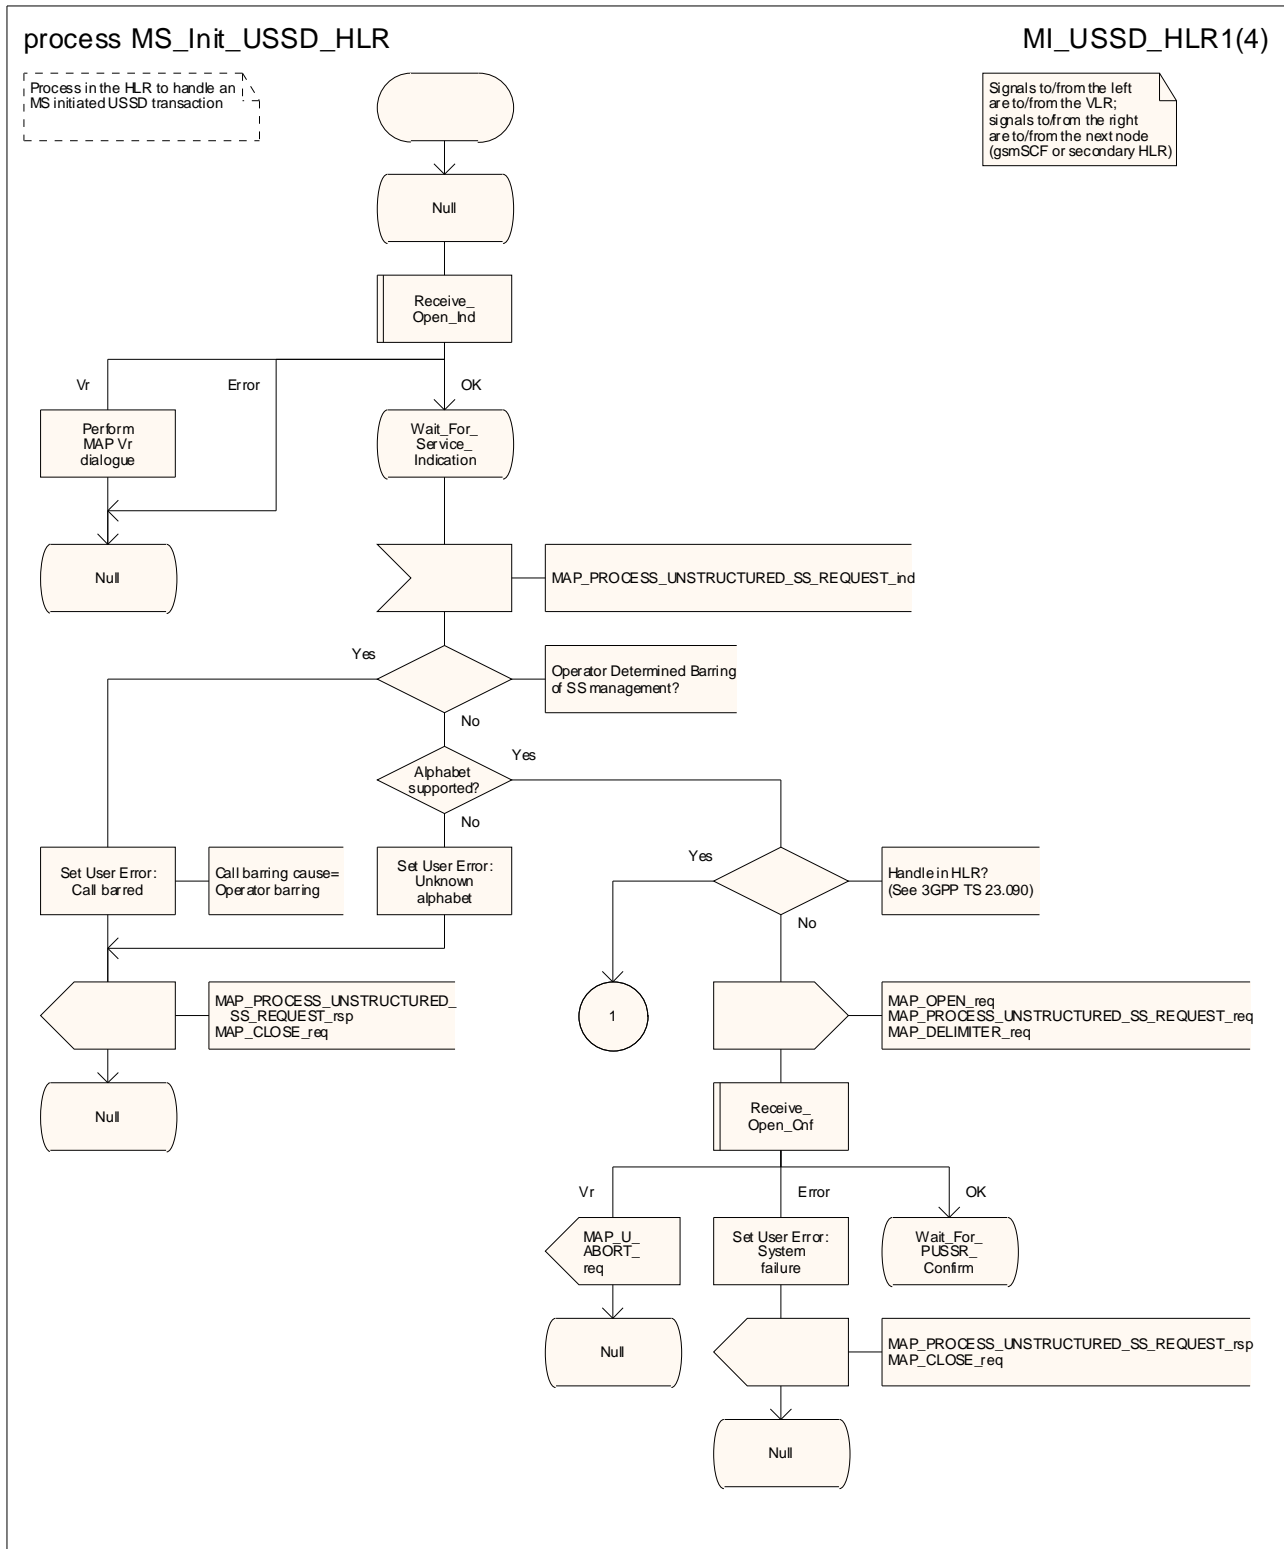 process MS_Init_USSD_HLR
MI_USSD_HLR1(4)
Process in the HLR to handle an
MS initiated USSD transaction
Signals to/from the left
are to/from the VLR;
signals to/from the right
are to/from the next node
(gsmSCF or secondary HLR)
Null
Receive_
Open_Ind
Vr
Error
OK
Perform
MAP Vr
dialogue
Wait_For_
Service_
Indication
Null
MAP_PROCESS_UNSTRUCTURED_SS_REQUEST_ind
Yes
Operator Determined Barring
of SS management?
No
Yes
Alphabet
supported?
No
Set User Error:
Call barred
Call barring cause=
Operator barring
Set User Error:
Unknown
alphabet
Yes
Handle in HLR?
(See 3GPP TS 23.090)
No
MAP_PROCESS_UNSTRUCTURED_
SS_REQUEST_rsp
MAP_CLOSE_req
1
MAP_OPEN_req
MAP_PROCESS_UNSTRUCTURED_SS_REQUEST_req
MAP_DELIMITER_req
Null
Receive_
Open_Cnf
Vr
Error
OK
MAP_U_
ABORT_
req
Set User Error:
System
failure
Wait_For_
PUSSR_
Confirm
Null
MAP_PROCESS_UNSTRUCTURED_SS_REQUEST_rsp
MAP_CLOSE_req
Null